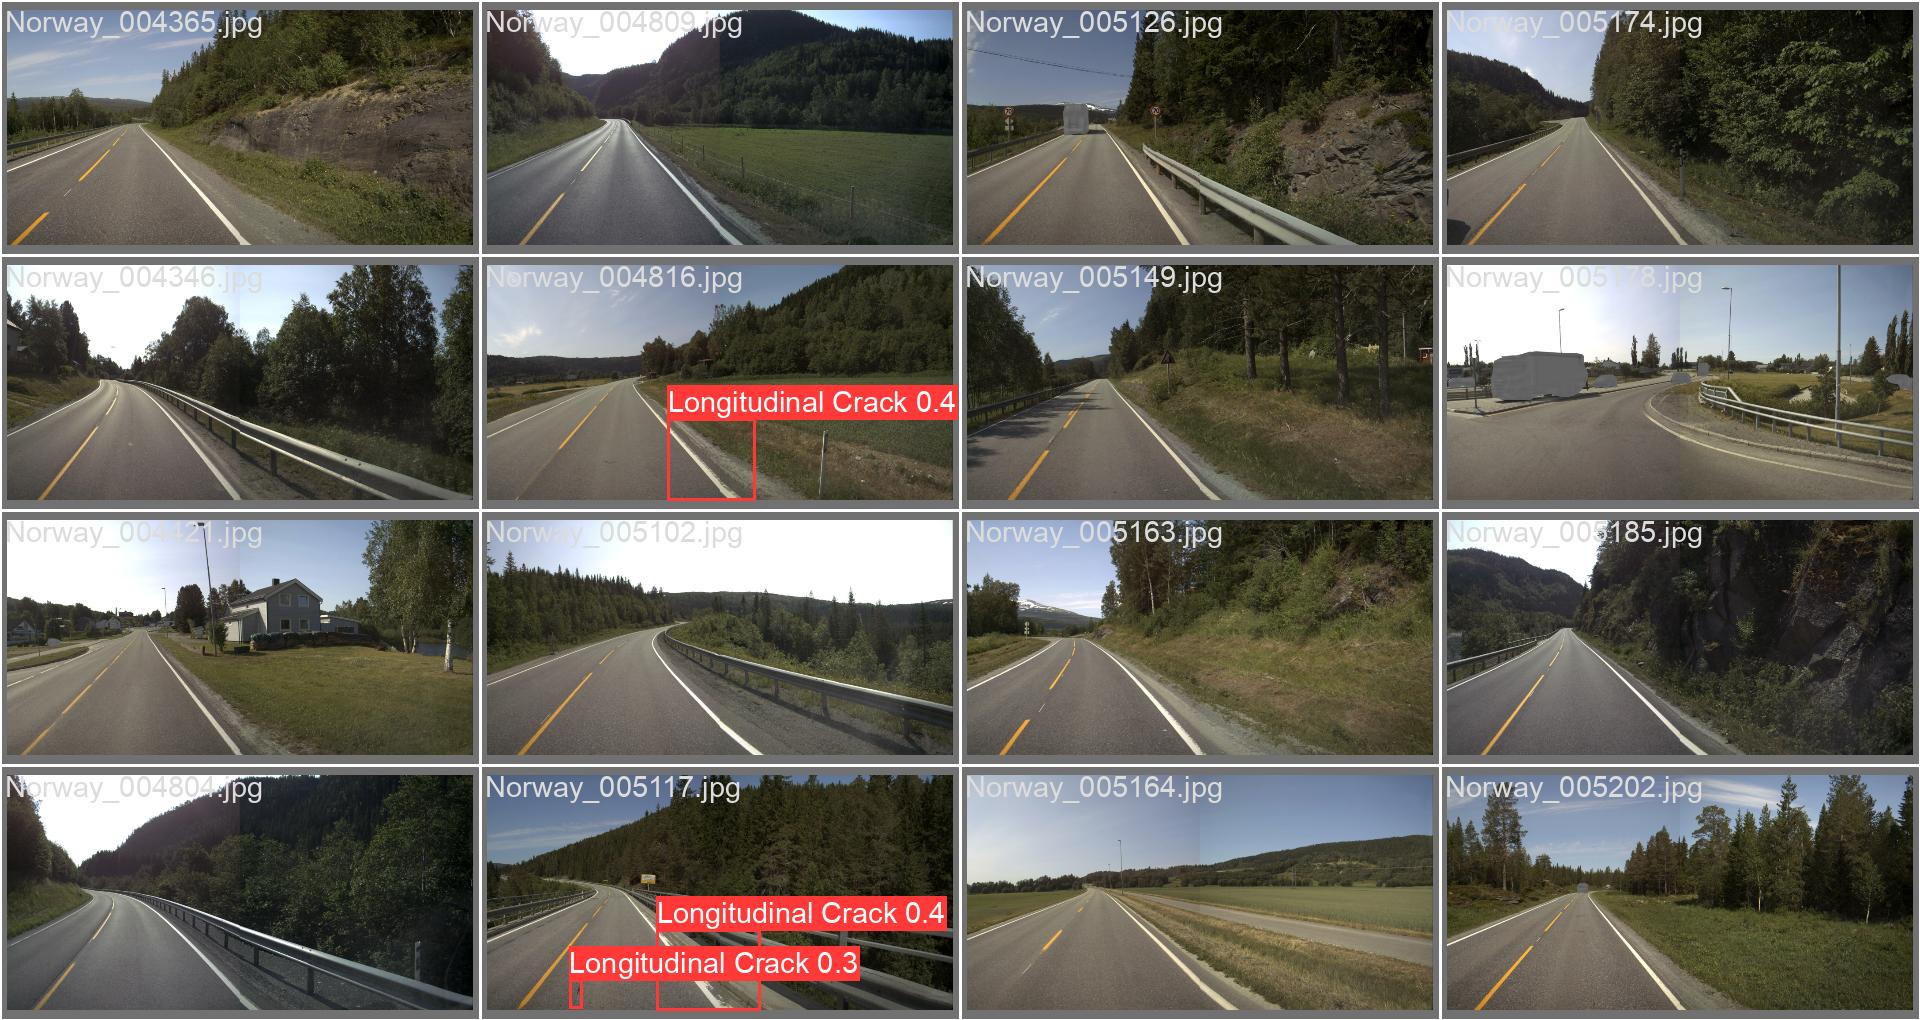 Norway_004365.jpg
Norway_004809.jpg
Norway_005126.jpg
Norway_005174.jpg
Norway_004346.jpg
Norway_004816.jpg
Norway_005149.jpg
Norway_005178.jpg
Longitudinal Crack 0.4
Norway_004421.jpg
Norway_005102.jpg
Norway_005163.jpg
Norway_005185.jpg
Norway_004804.jpg
Norway_005117.jpg
Norway_005164.jpg
Norway_005202.jpg
Longitudinal Crack 0.4
Longitudinal Crack 0.3